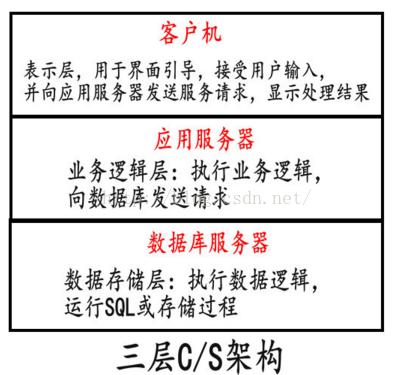 客户机
表示层，用于界面引导，接受用户输入，
并向应用服务器发送服务请求，显示处理结果
应用服务器
业务逻辑层：执行业务逻辑，
向数据库发送请求
数据库服务器
数据存储层：执行数据逻辑，
运行SQL或存储过程
三层C/S架构